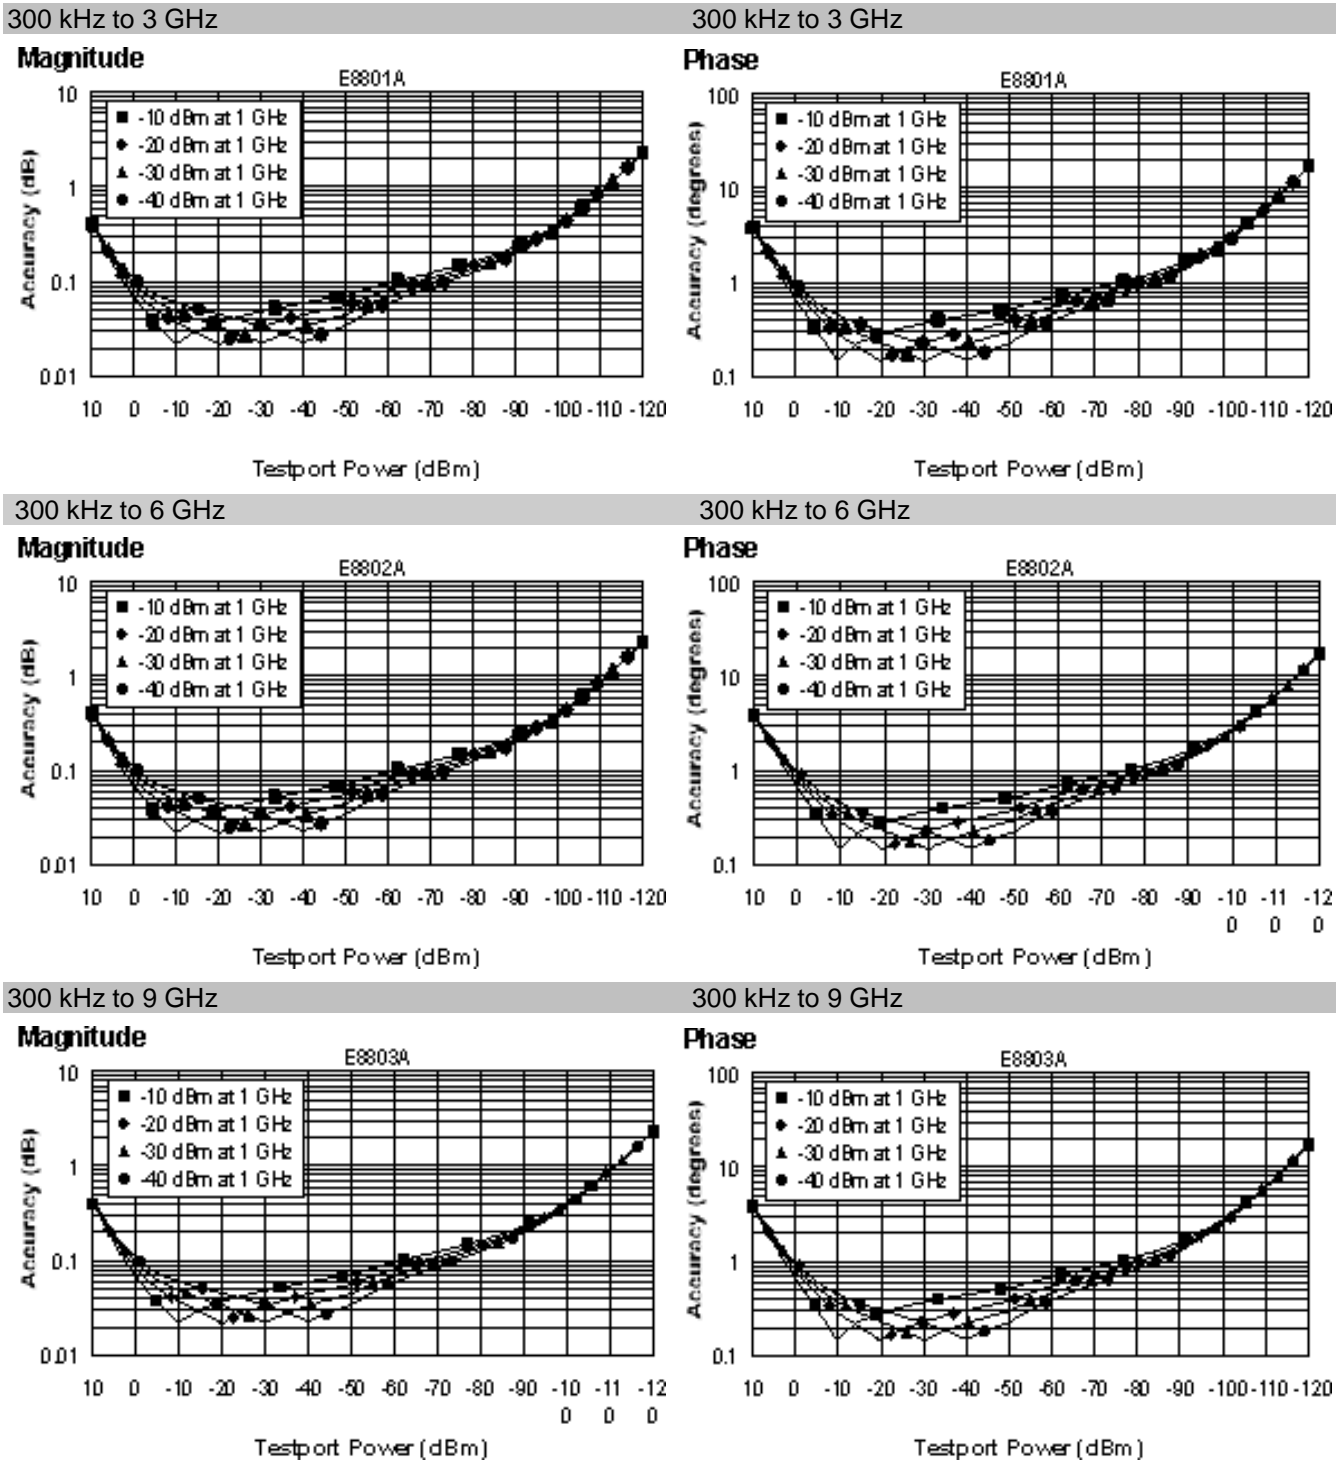 300 kHz to 3 GHz
Magnitude
E8801A
10
1
0.1
0.01
Accuracy (dB)
-10 dBm at 1 GHz
-20 dBm at 1 GHz
-30 dBm at 1 GHz
-40 dBm at 1 GHz
10 0 -10 -20 -30 -40 -50 -60 -70 -80 -90 -100 -110 -120
Testport Power (dBm)
300 kHz to 3 GHz
Phase
E8801A
100
10
1
0.1
Accuracy (degrees)
-10 dBm at 1 GHz
-20 dBm at 1 GHz
-30 dBm at 1 GHz
-40 dBm at 1 GHz
10 0 -10 -20 -30 -40 -50 -60 -70 -80 -90 -100 -110 -120
Testport Power (dBm)
300 kHz to 6 GHz
Magnitude
E8802A
10
1
0.1
0.01
Accuracy (dB)
-10 dBm at 1 GHz
-20 dBm at 1 GHz
-30 dBm at 1 GHz
-40 dBm at 1 GHz
10 0 -10 -20 -30 -40 -50 -60 -70 -80 -90 -100 -110 -120
Testport Power (dBm)
300 kHz to 6 GHz
Phase
E8802A
100
10
1
0.1
Accuracy (degrees)
-10 dBm at 1 GHz
-20 dBm at 1 GHz
-30 dBm at 1 GHz
-40 dBm at 1 GHz
10 0 -10 -20 -30 -40 -50 -60 -70 -80 -90 -10 -11 -12
0 0 0
Testport Power (dBm)
300 kHz to 9 GHz
Magnitude
E8803A
10
1
0.1
0.01
Accuracy (dB)
-10 dBm at 1 GHz
-20 dBm at 1 GHz
-30 dBm at 1 GHz
-40 dBm at 1 GHz
10 0 -10 -20 -30 -40 -50 -60 -70 -80 -90 -10 -11 -12
0 0 0
Testport Power (dBm)
300 kHz to 9 GHz
Phase
E8803A
100
10
1
0.1
Accuracy (degrees)
-10 dBm at 1 GHz
-20 dBm at 1 GHz
-30 dBm at 1 GHz
-40 dBm at 1 GHz
10 0 -10 -20 -30 -40 -50 -60 -70 -80 -90 -100 -110 -120
Testport Power (dBm)